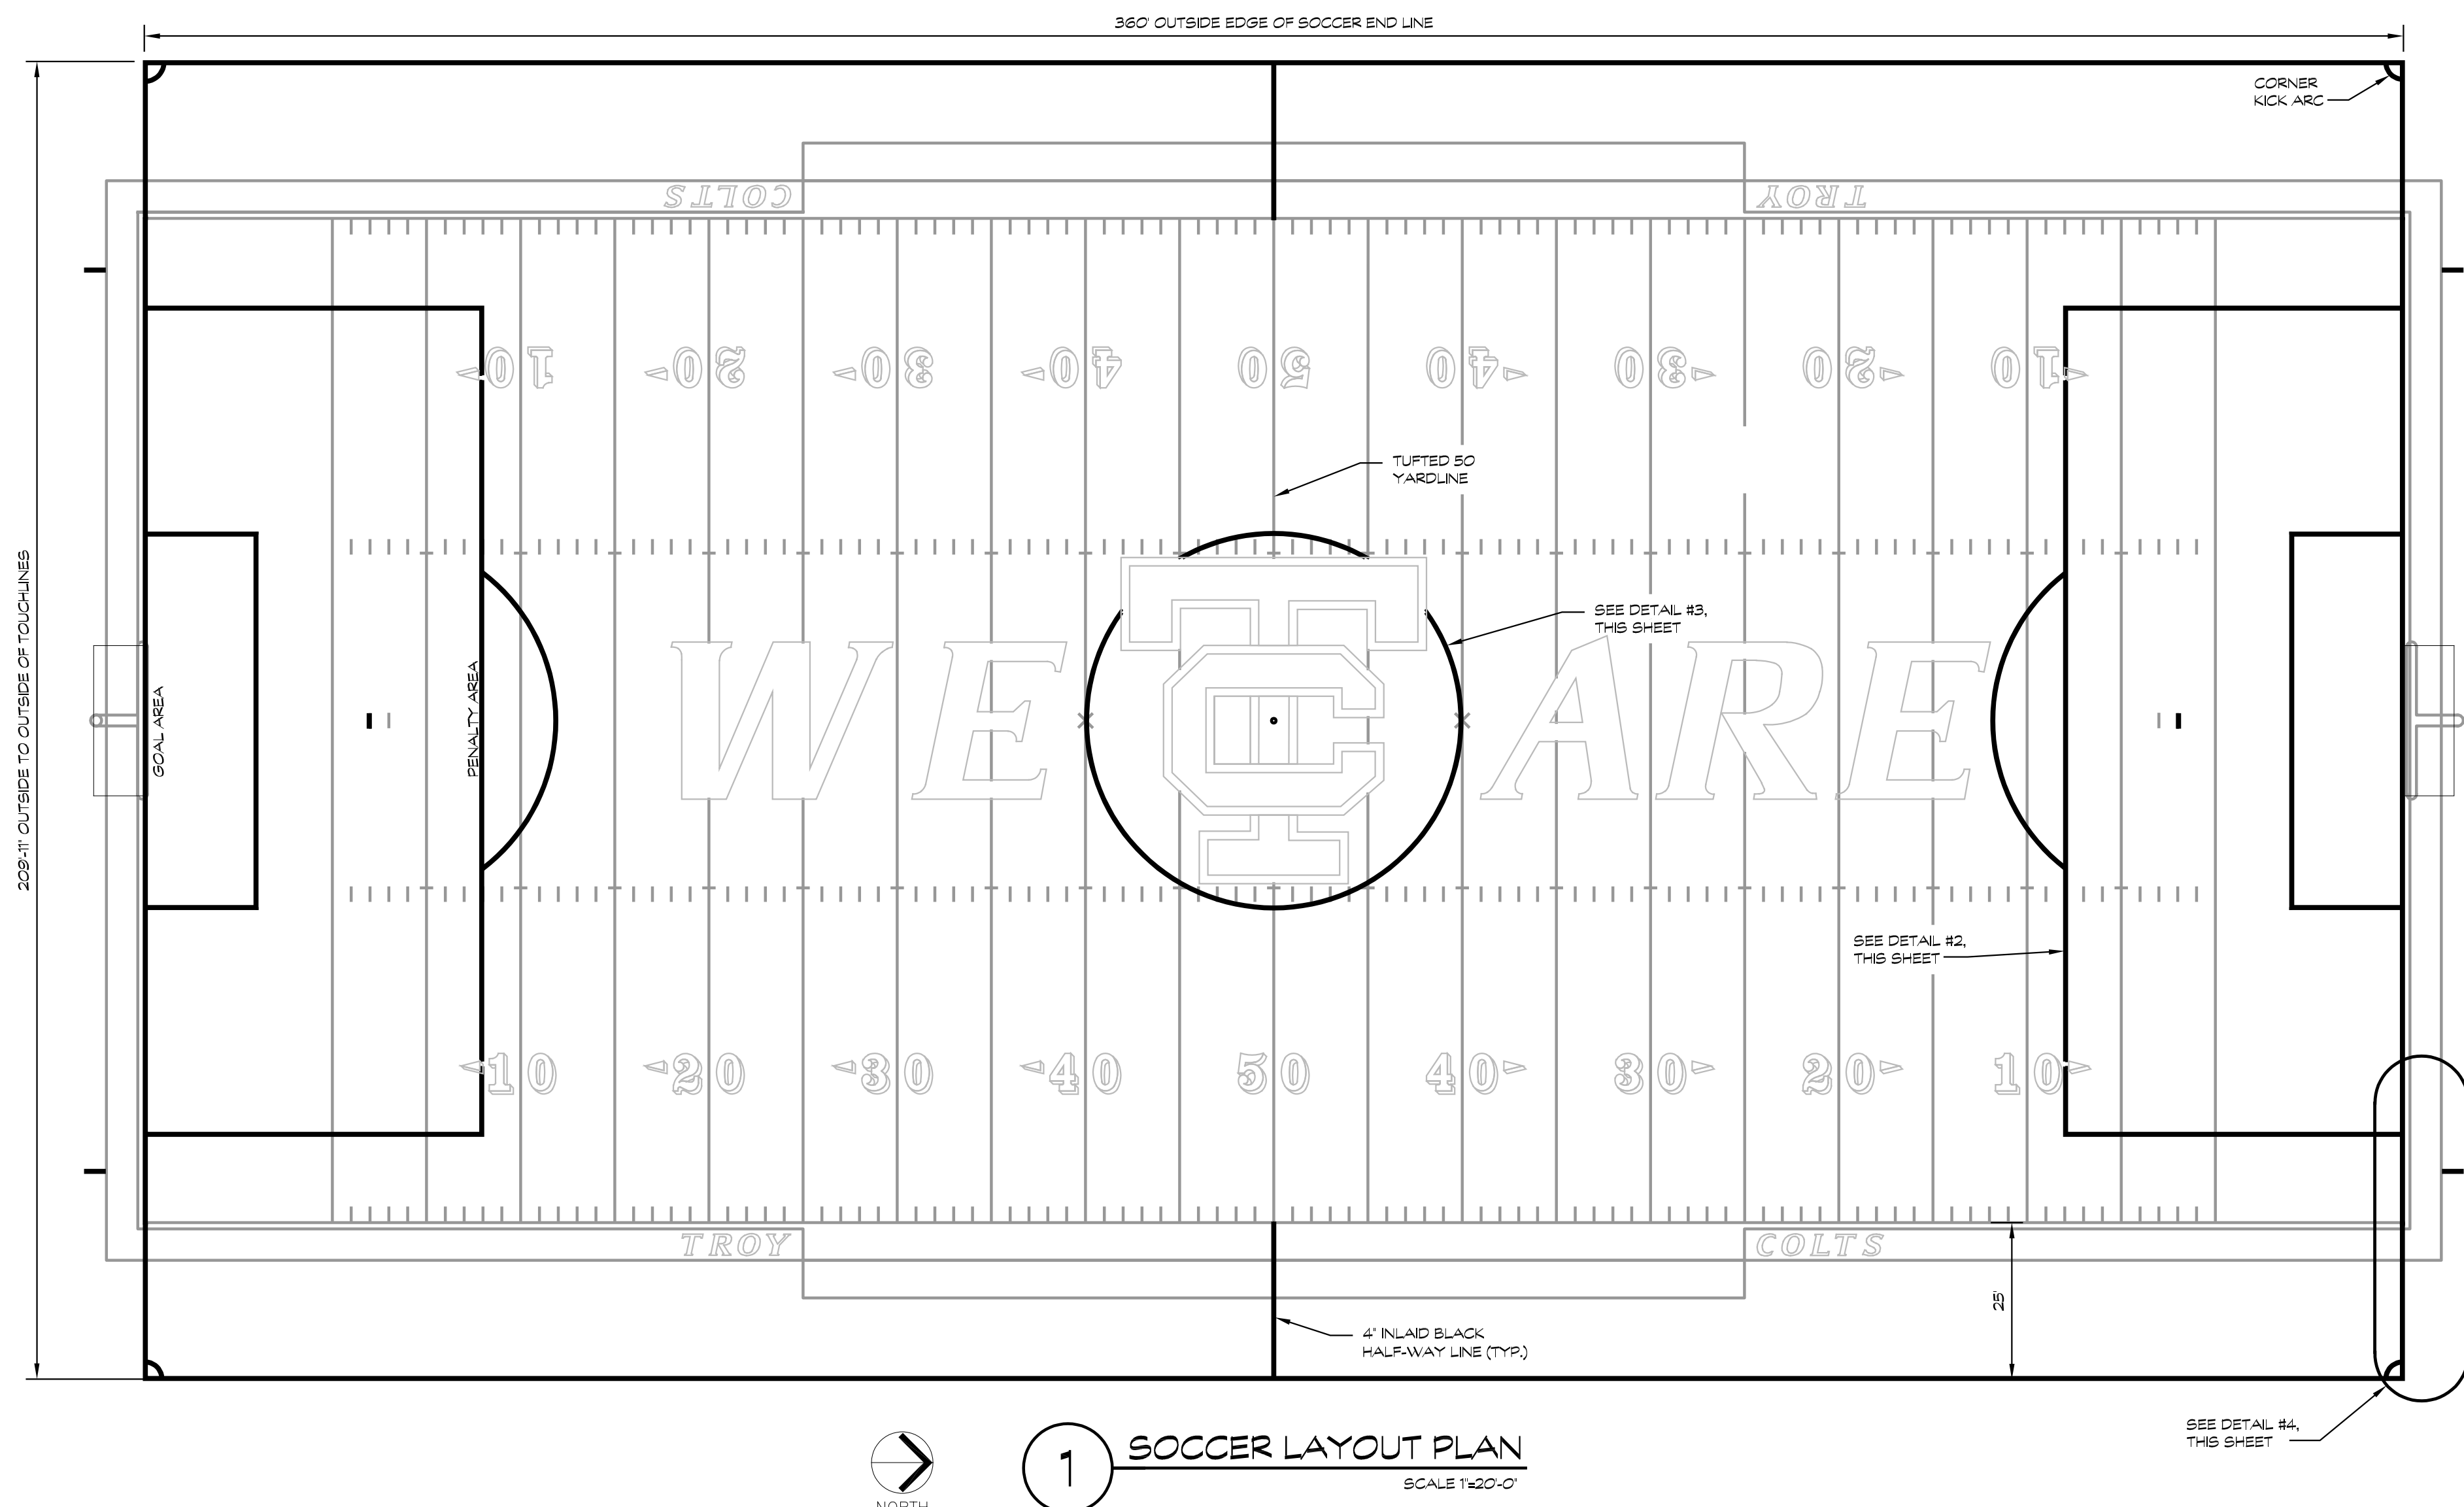 360' OUTSIDE EDGE OF SOCCER END LINE
CORNER
KICK ARC
COLTS
TROY
10
20
30
40
50
40
30
20
10
TUFTED 50
YARDLINE
209'-11" OUTSIDE TO OUTSIDE OF TOUCHLINES
SEE DETAIL #3,
THIS SHEET
GOAL AREA
PENALTY AREA
WE
TC
ARE
SEE DETAIL #2,
THIS SHEET
10
20
30
40
50
40
30
20
10
TROY
COLTS
25'
4" INLAID BLACK
HALF-WAY LINE (TYP.)
SEE DETAIL #4,
THIS SHEET
1
SOCCER LAYOUT PLAN
SCALE 1"=20'-0"
NORTH